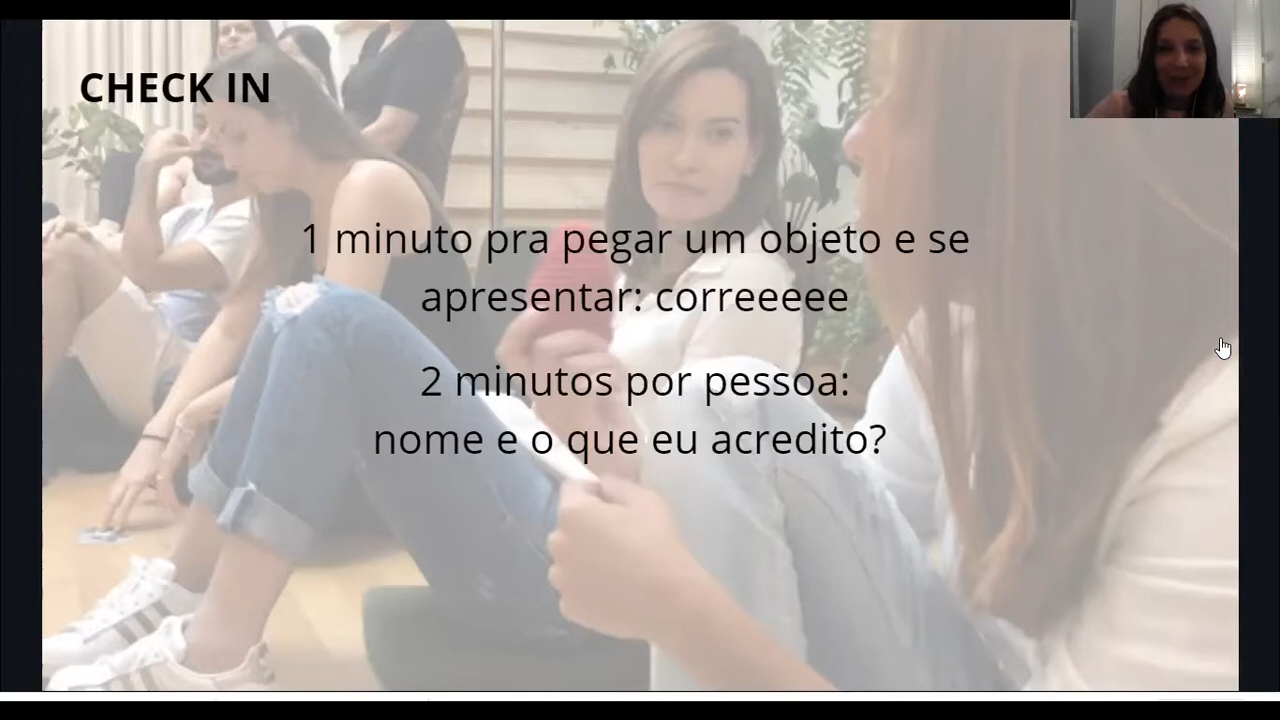 CHECK IN
1 minuto pra pegar um objeto e se
apresentar: correeeee
2 minutos por pessoa:
nome e o que eu acredito?